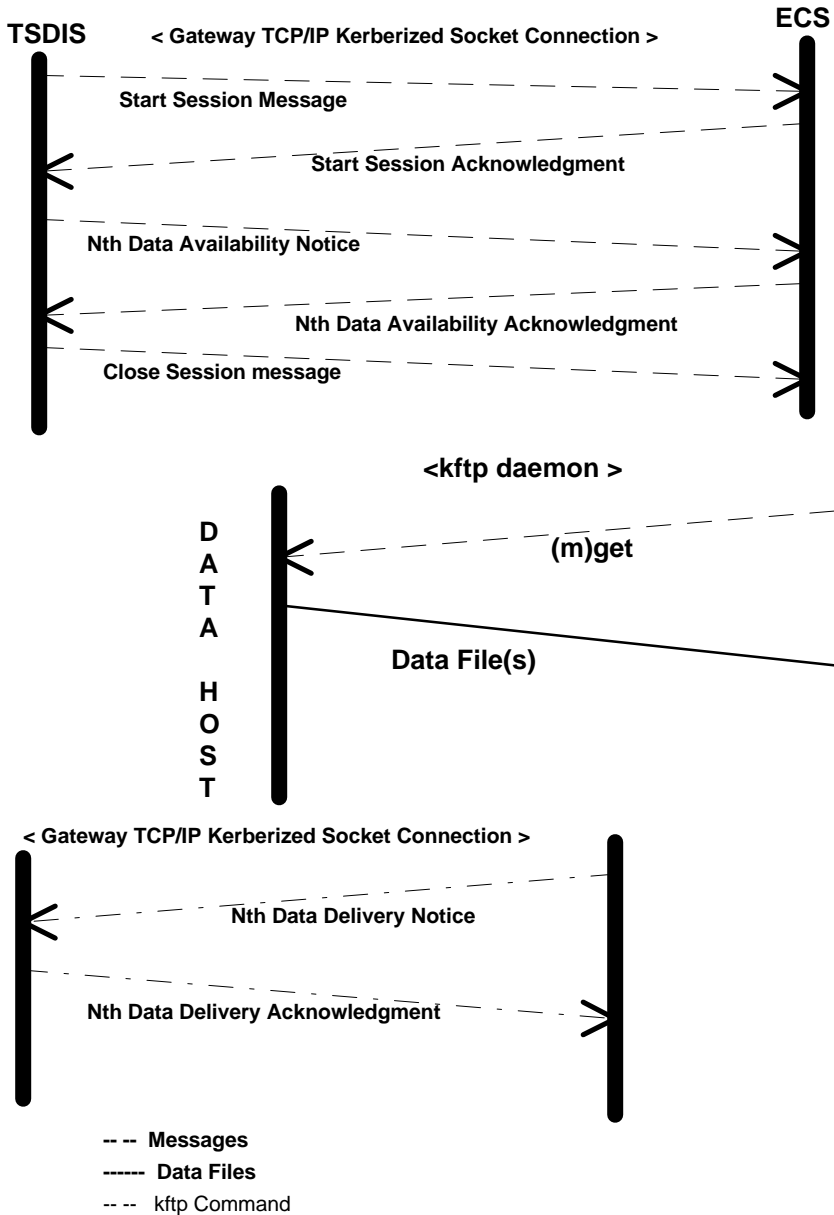 TSDIS
< Gateway TCP/IP Kerberized Socket Connection >
ECS
Start Session Message
Start Session Acknowledgment
Nth Data Availability Notice
Nth Data Availability Acknowledgment
Close Session message
<kftp daemon >
DATA HOST
(m)get
Data File(s)
< Gateway TCP/IP Kerberized Socket Connection >
Nth Data Delivery Notice
Nth Data Delivery Acknowledgment
-- -- Messages
------ Data Files
-- -- kftp Command